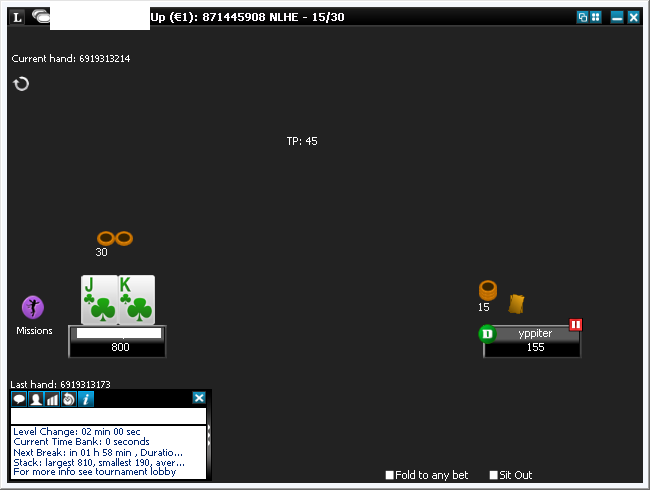 L Up (€1): 871445908 NLHE - 15/30
Current hand: 6919313214
TP: 45
30
J K
15
Missions
D yppiter
800
155
Last hand: 6919313173
i
Level Change: 02 min 00 sec
Current Time Bank: 0 seconds
Next Break: in 01 h 58 min , Duratio...
Stack: largest 810, smallest 190, aver...
For more info see tournament lobby
Fold to any bet Sit Out